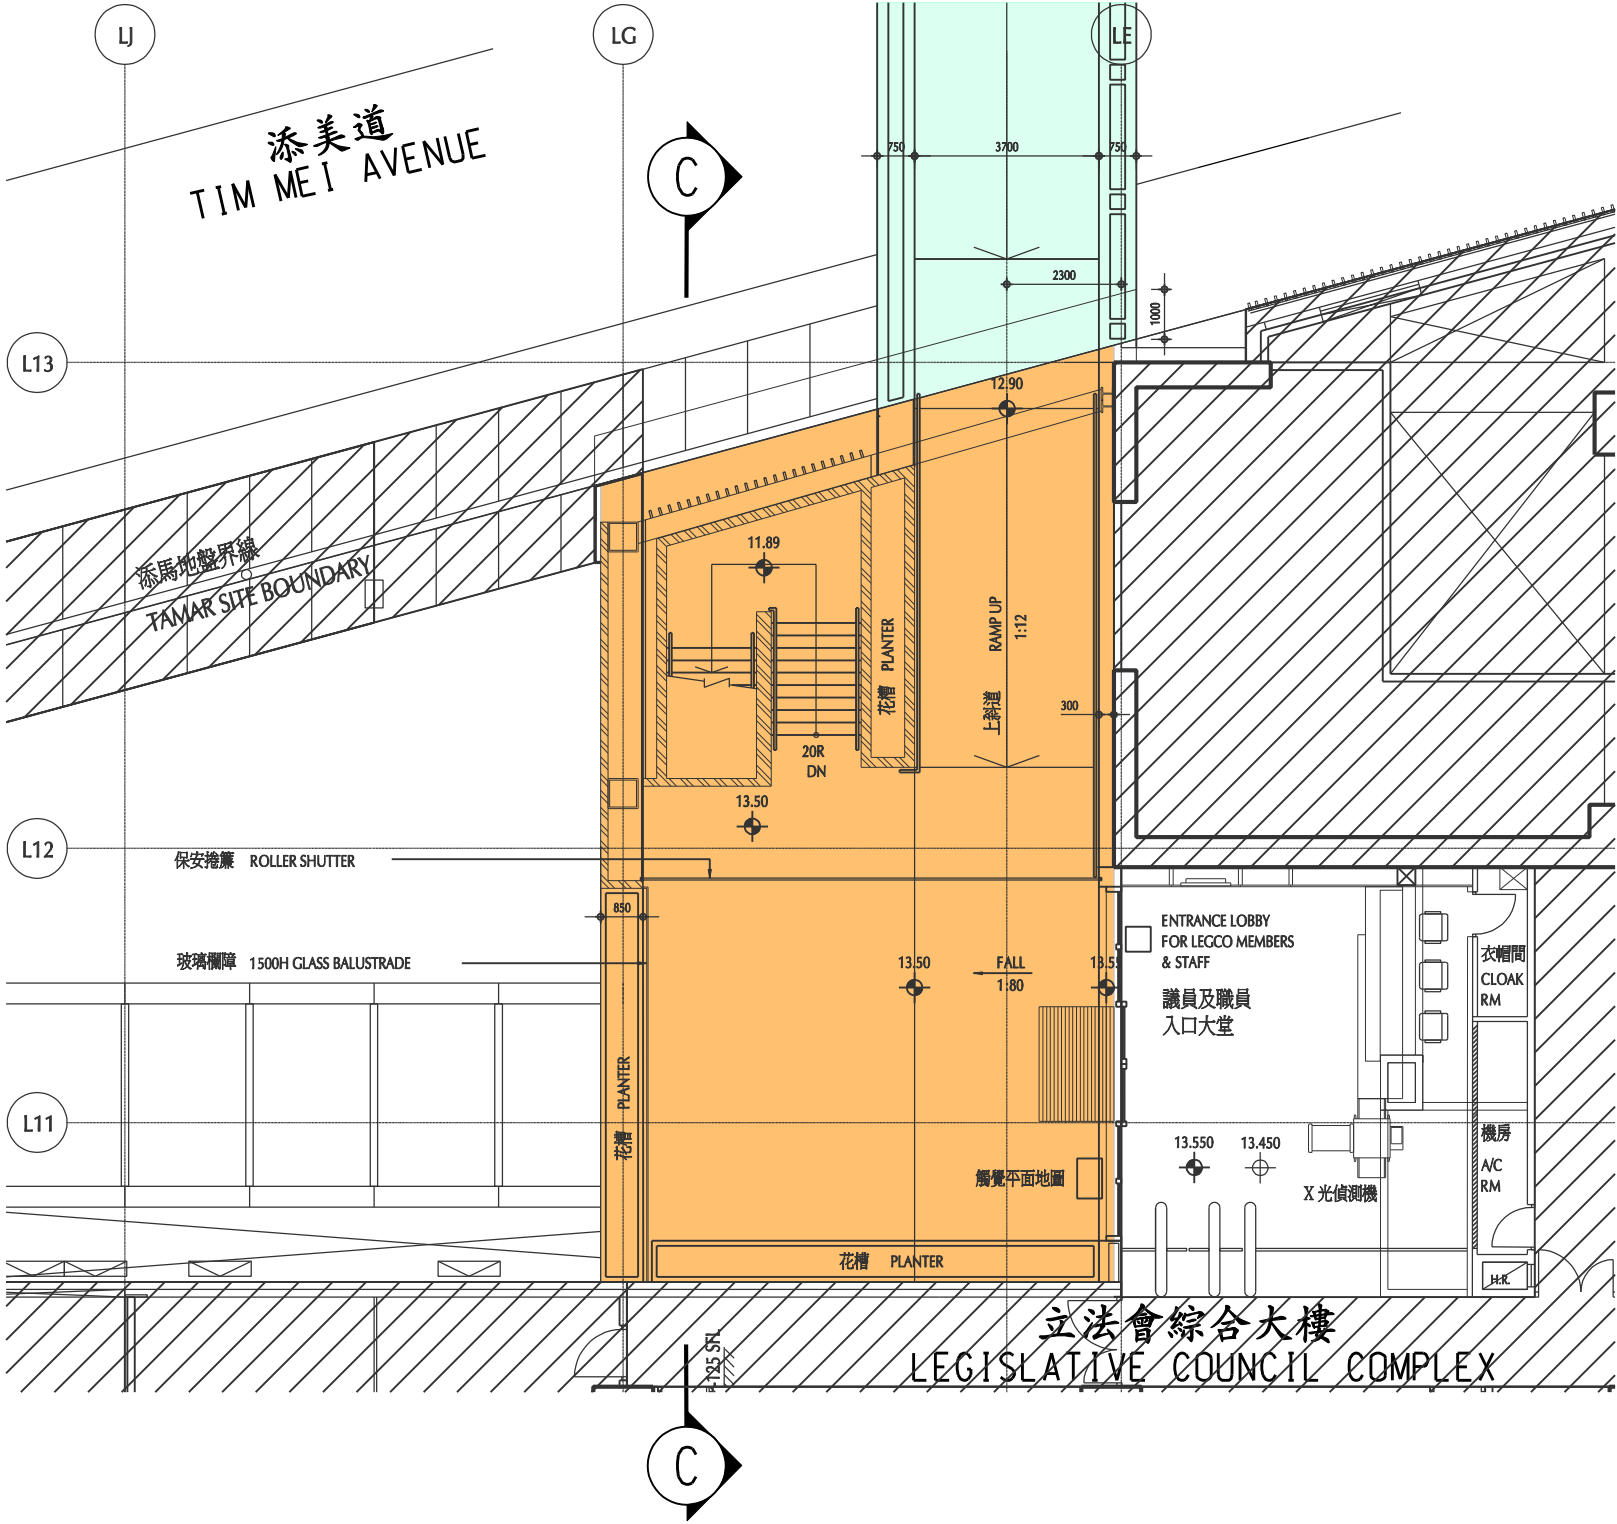 LJ
LG
LE
添美道
TIM MEI AVENUE
C
750
3700
750
2300
1000
L13
12.90
添馬地盤界線
TAMAR SITE BOUNDARY
11.89
花槽 PLANTER
上斜道 RAMP UP
1:12
300
20R
DN
13.50
L12
保安捲簾 ROLLER SHUTTER
850
玻璃欄障 1500H GLASS BALUSTRADE
13.50
FALL
1:80
13.55
ENTRANCE LOBBY
FOR LEGCO MEMBERS
& STAFF
議員及職員
入口大堂
衣帽間
CLOAK
RM
花槽 PLANTER
L11
13.550
13.450
機房
A/C
RM
觸覺平面地圖
X 光偵測機
花槽 PLANTER
H.R.
立法會綜合大樓
LEGISLATIVE COUNCIL COMPLEX
-125 SFL
C